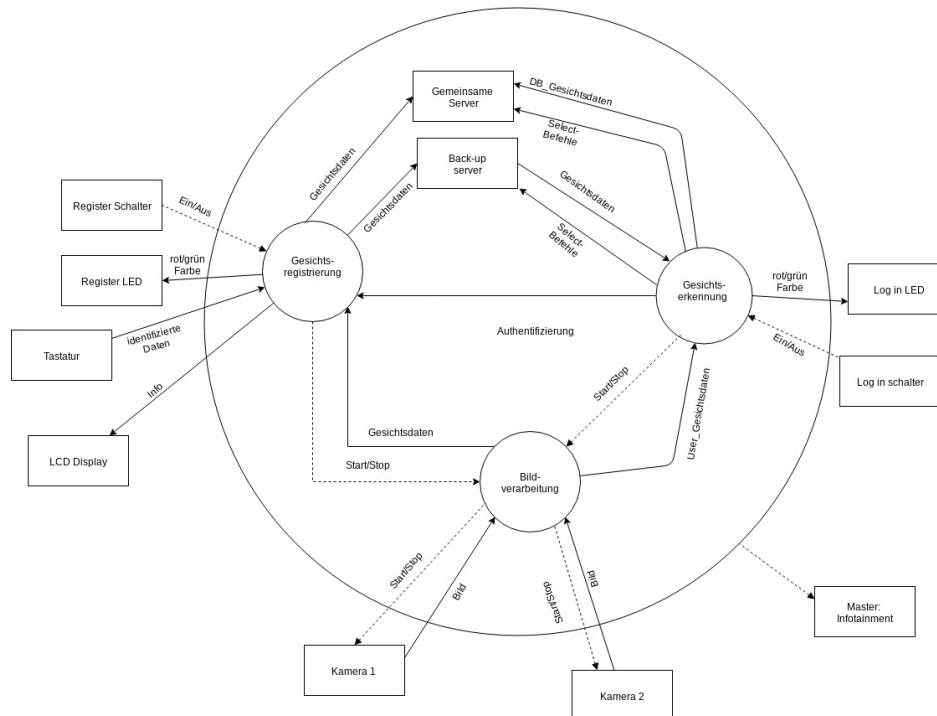 Gemeinsame
Server
DB_Gesichtsdaten
Select-
Befehle
Back-up
server
Gesichtsdaten
Gesichtsdaten
Gesichtsdaten
Select-
Befehle
Register Schalter
Ein/Aus
Gesichts-
registrierung
rot/grün
Farbe
Register LED
identifizierte
Daten
Tastatur
Info
LCD Display
Gesichts-
erkennung
rot/grün
Farbe
Log in LED
Ein/Aus
Log in schalter
Authentifizierung
Start/Stop
User_Gesichtsdaten
Gesichtsdaten
Start/Stop
Bild-
verarbeitung
Start/Stop
Bild
Start/Stop
Bild
Kamera 1
Kamera 2
Master:
Infotainment